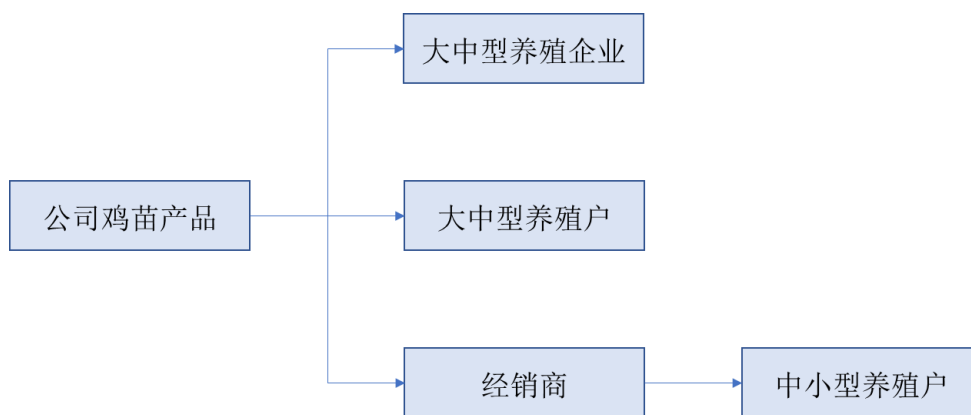 大中型养殖企业
公司鸡苗产品
大中型养殖户
经销商
中小型养殖户